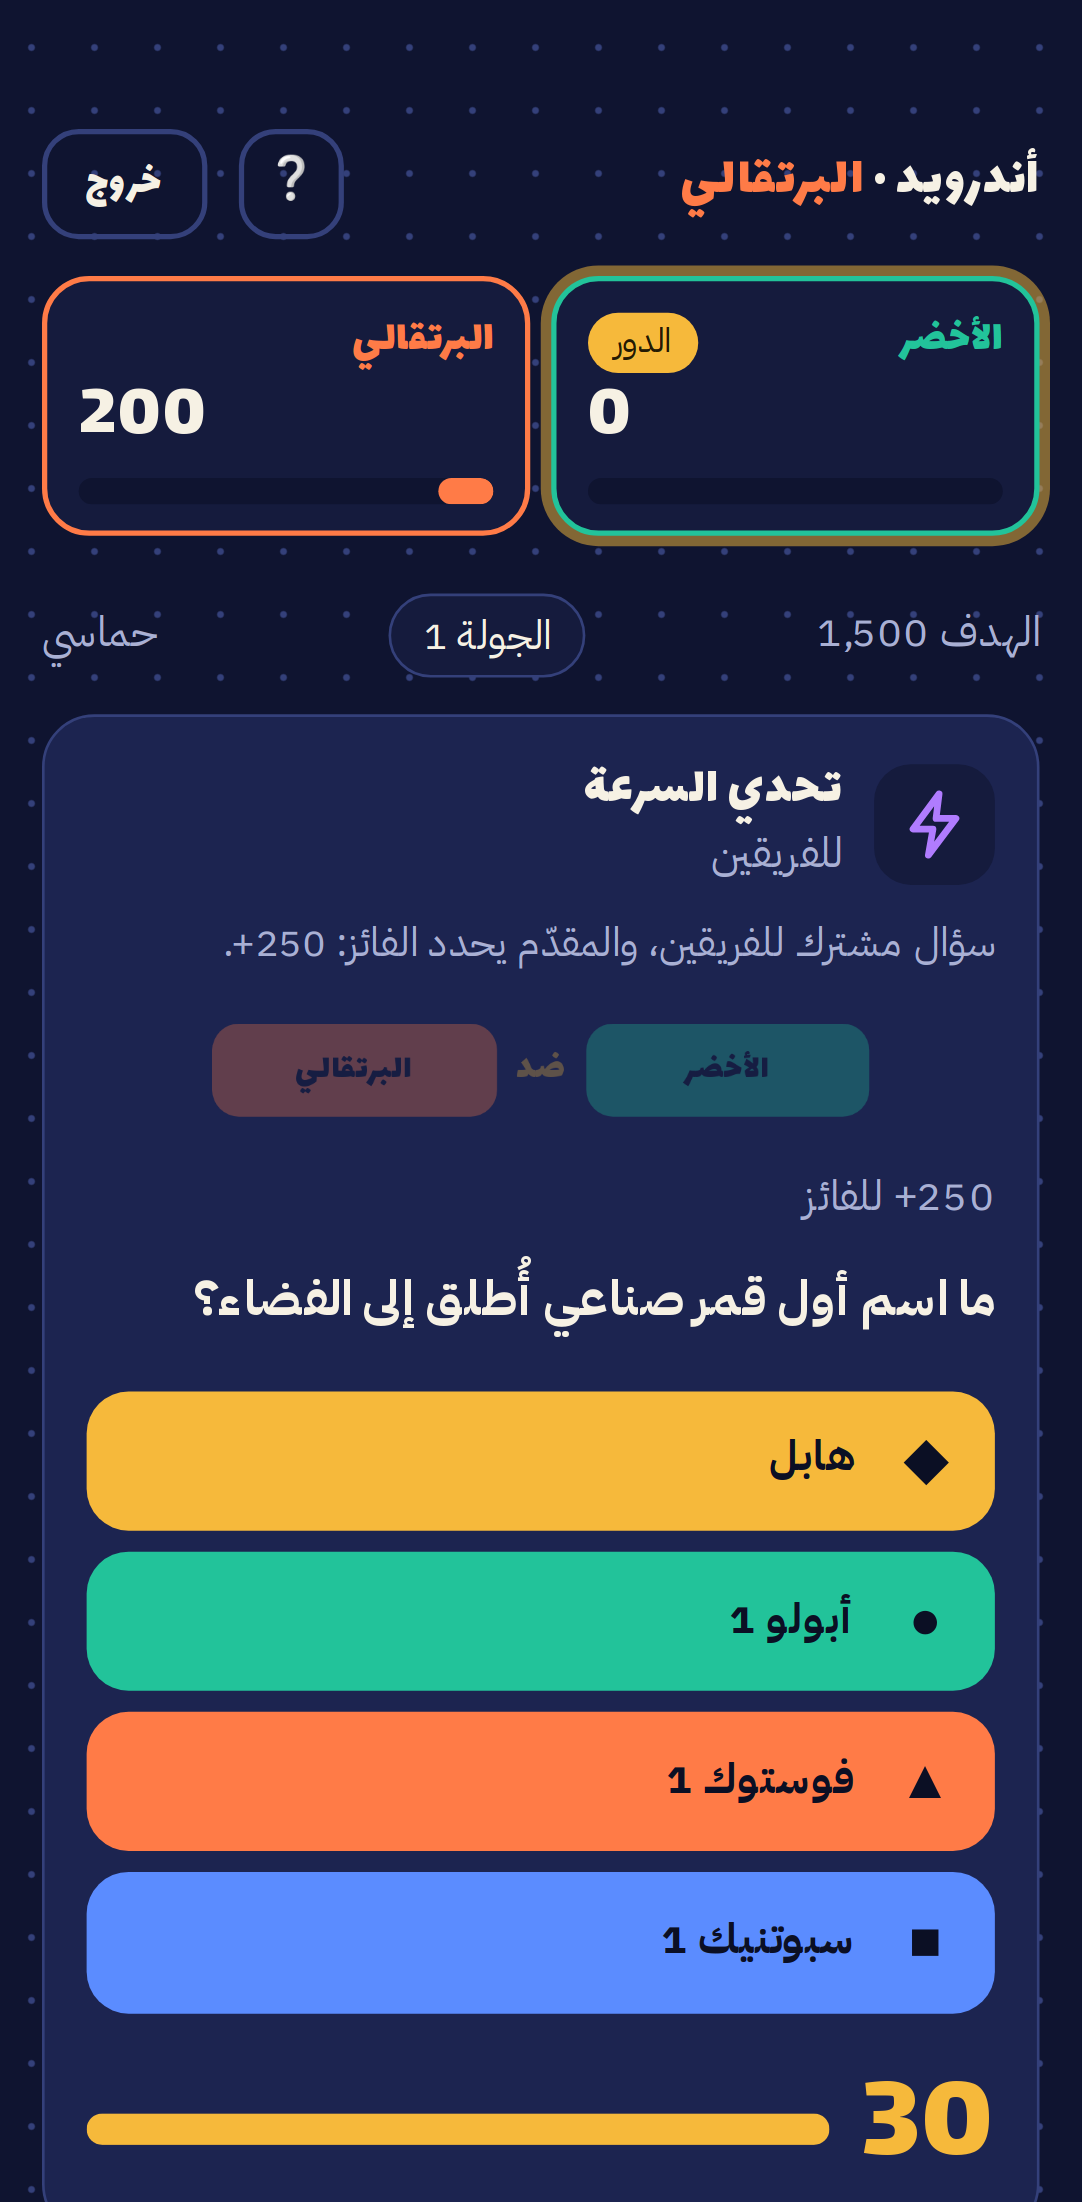 أندرويد · البرتقالي
?
خروج
الأخضر
الدور
0
البرتقالي
200
الهدف 1,500
الجولة 1
حماسي
تحدي السرعة
للفريقين
سؤال مشترك للفريقين، والمقدّم يحدد الفائز: 250+.
الأخضر
ضد
البرتقالي
250+ للفائز
ما اسم أول قمر صناعي أُطلق إلى الفضاء؟
هابل
أبولو 1
فوستوك 1
سبوتنيك 1
30